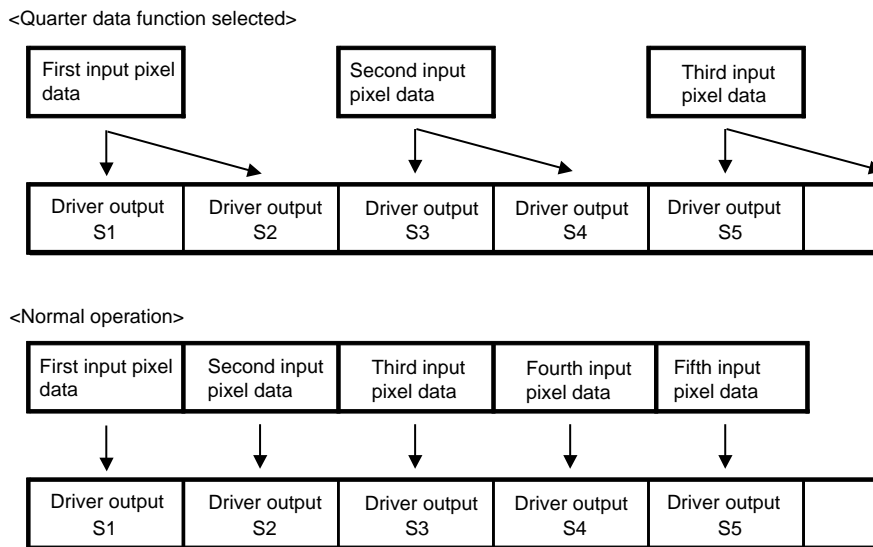 <Quarter data function selected>
First input pixel
data
Second input
pixel data
Third input
pixel data
Driver output
S1
Driver output
S2
Driver output
S3
Driver output
S4
Driver output
S5
<Normal operation>
First input pixel
data
Second input
pixel data
Third input
pixel data
Fourth input
pixel data
Fifth input
pixel data
Driver output
S1
Driver output
S2
Driver output
S3
Driver output
S4
Driver output
S5